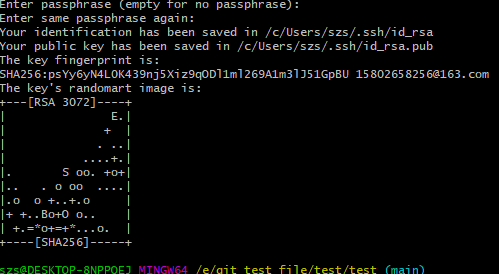 Enter passphrase (empty for no passphrase):
Enter same passphrase again:
Your identification has been saved in /c/Users/szs/.ssh/id_rsa
Your public key has been saved in /c/Users/szs/.ssh/id_rsa.pub
The key fingerprint is:
SHA256:psYy6yN4LOK439nj5Xiz9qODl1ml269A1m3lJ51GpBU 15802658256@163.com
The key's randomart image is:
+---[RSA 3072]----+
|               E.|
|              +  |
|             . ..|
|            ....+.|
|.       S oo. +o+|
|..   . o oo  ....|
|.o  o +..+.o     |
|+ +..Bo+O o..    |
| +.=*o+=+*...o.  |
+----[SHA256]-----+
szs@DESKTOP-8NPPOEJ MINGW64 /e/git test file/test/test (main)